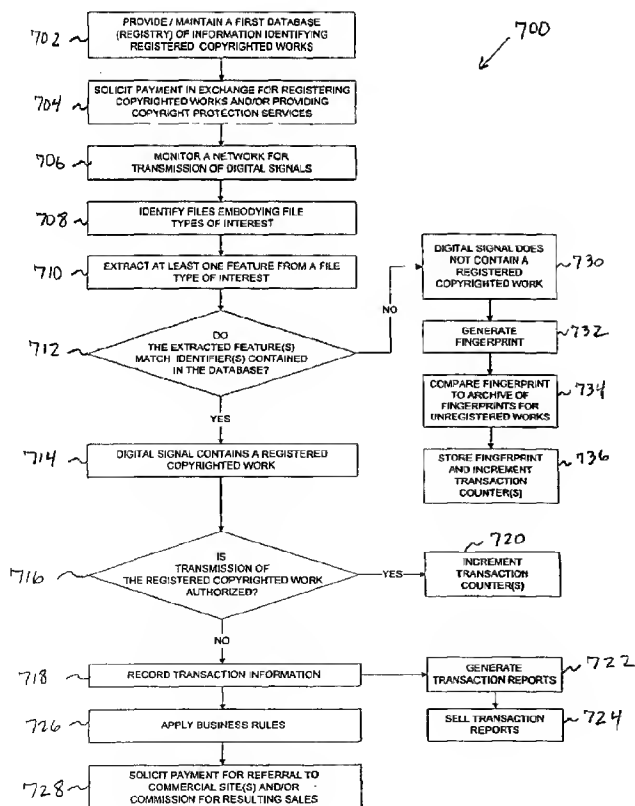 702
PROVIDE / MAINTAIN A FIRST DATABASE
(REGISTRY) OF INFORMATION IDENTIFYING
REGISTERED COPYRIGHTED WORKS
700
704
SOLICIT PAYMENT IN EXCHANGE FOR REGISTERING
COPYRIGHTED WORKS AND/OR PROVIDING
COPYRIGHT PROTECTION SERVICES
706
MONITOR A NETWORK FOR
TRANSMISSION OF DIGITAL SIGNALS
708
IDENTIFY FILES EMBODYING FILE
TYPES OF INTEREST
710
EXTRACT AT LEAST ONE FEATURE FROM A FILE
TYPE OF INTEREST
712
DO
THE EXTRACTED FEATURE(S)
MATCH IDENTIFIER(S) CONTAINED
IN THE DATABASE?
NO
DIGITAL SIGNAL DOES
NOT CONTAIN A
REGISTERED
COPYRIGHTED WORK
730
GENERATE
FINGERPRINT
732
COMPARE FINGERPRINT
TO ARCHIVE OF
FINGERPRINTS FOR
UNREGISTERED WORKS
734
STORE FINGERPRINT
AND INCREMENT
TRANSACTION
COUNTER(S)
736
YES
714
DIGITAL SIGNAL CONTAINS A REGISTERED
COPYRIGHTED WORK
716
IS
TRANSMISSION OF
THE REGISTERED COPYRIGHTED WORK
AUTHORIZED?
YES
720
INCREMENT
TRANSACTION
COUNTER(S)
NO
718
RECORD TRANSACTION INFORMATION
GENERATE
TRANSACTION REPORTS
722
SELL TRANSACTION
REPORTS
724
726
APPLY BUSINESS RULES
728
SOLICIT PAYMENT FOR REFERRAL TO
COMMERCIAL SITE(S) AND/OR
COMMISSION FOR RESULTING SALES